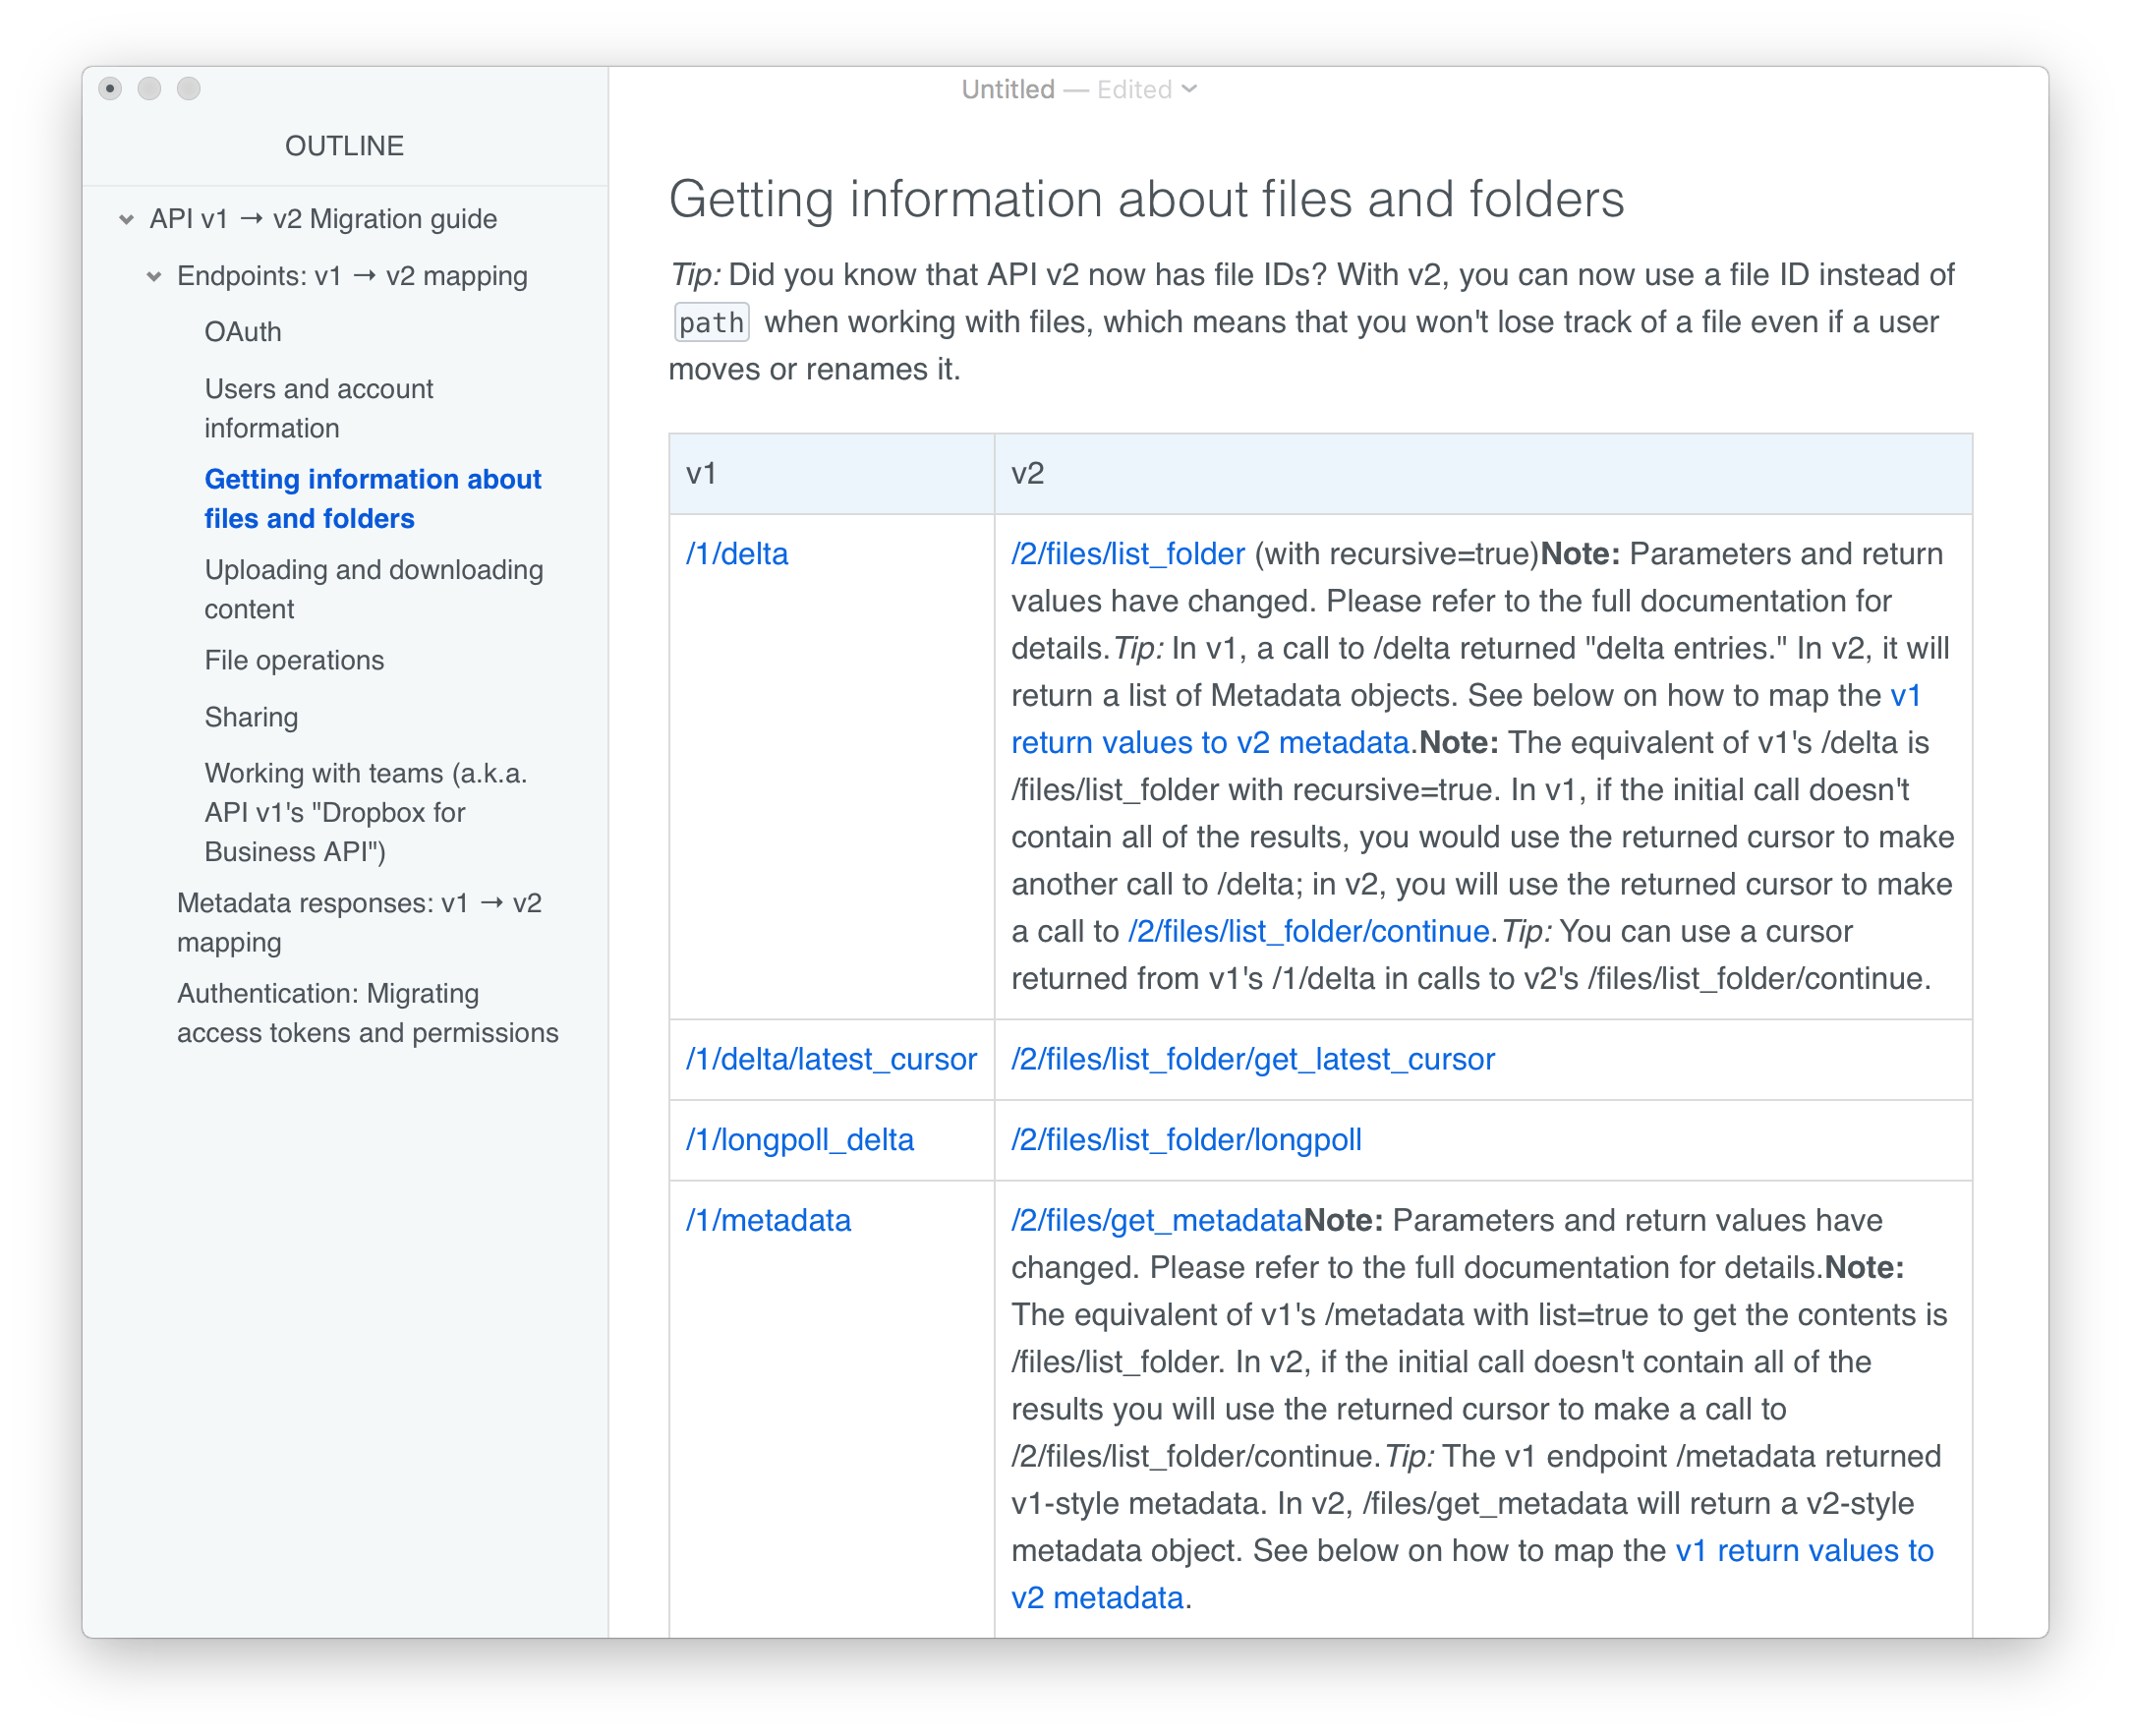 Untitled — Edited
OUTLINE
API v1 → v2 Migration guide
Endpoints: v1 → v2 mapping
OAuth
Users and account
information
Getting information about
files and folders
Uploading and downloading
content
File operations
Sharing
Working with teams (a.k.a.
API v1's "Dropbox for
Business API")
Metadata responses: v1 → v2
mapping
Authentication: Migrating
access tokens and permissions
Getting information about files and folders
Tip: Did you know that API v2 now has file IDs? With v2, you can now use a file ID instead of
path when working with files, which means that you won't lose track of a file even if a user
moves or renames it.
v1
v2
/1/delta
/2/files/list_folder (with recursive=true)Note: Parameters and return
values have changed. Please refer to the full documentation for
details.Tip: In v1, a call to /delta returned "delta entries." In v2, it will
return a list of Metadata objects. See below on how to map the v1
return values to v2 metadata.Note: The equivalent of v1's /delta is
/files/list_folder with recursive=true. In v1, if the initial call doesn't
contain all of the results, you would use the returned cursor to make
another call to /delta; in v2, you will use the returned cursor to make
a call to /2/files/list_folder/continue.Tip: You can use a cursor
returned from v1's /1/delta in calls to v2's /files/list_folder/continue.
/1/delta/latest_cursor
/2/files/list_folder/get_latest_cursor
/1/longpoll_delta
/2/files/list_folder/longpoll
/1/metadata
/2/files/get_metadataNote: Parameters and return values have
changed. Please refer to the full documentation for details.Note:
The equivalent of v1's /metadata with list=true to get the contents is
/files/list_folder. In v2, if the initial call doesn't contain all of the
results you will use the returned cursor to make a call to
/2/files/list_folder/continue.Tip: The v1 endpoint /metadata returned
v1-style metadata. In v2, /files/get_metadata will return a v2-style
metadata object. See below on how to map the v1 return values to
v2 metadata.